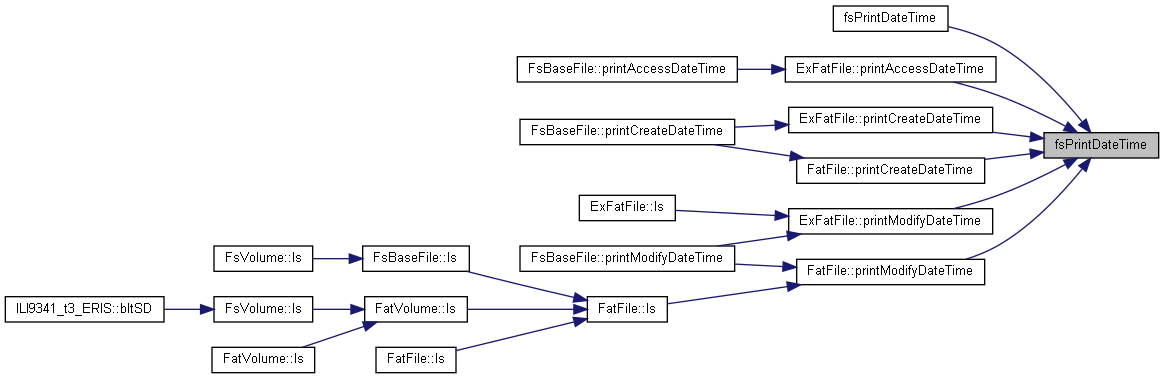 fsPrintDateTime
FsBaseFile::printAccessDateTime
ExFatFile::printAccessDateTime
FsBaseFile::printCreateDateTime
ExFatFile::printCreateDateTime
fsPrintDateTime
FatFile::printCreateDateTime
ExFatFile::ls
ExFatFile::printModifyDateTime
FsVolume::ls
FsBaseFile::ls
FsBaseFile::printModifyDateTime
FatFile::printModifyDateTime
ILI9341_t3_ERIS::bltSD
FsVolume::ls
FatVolume::ls
FatFile::ls
FatVolume::ls
FatFile::ls